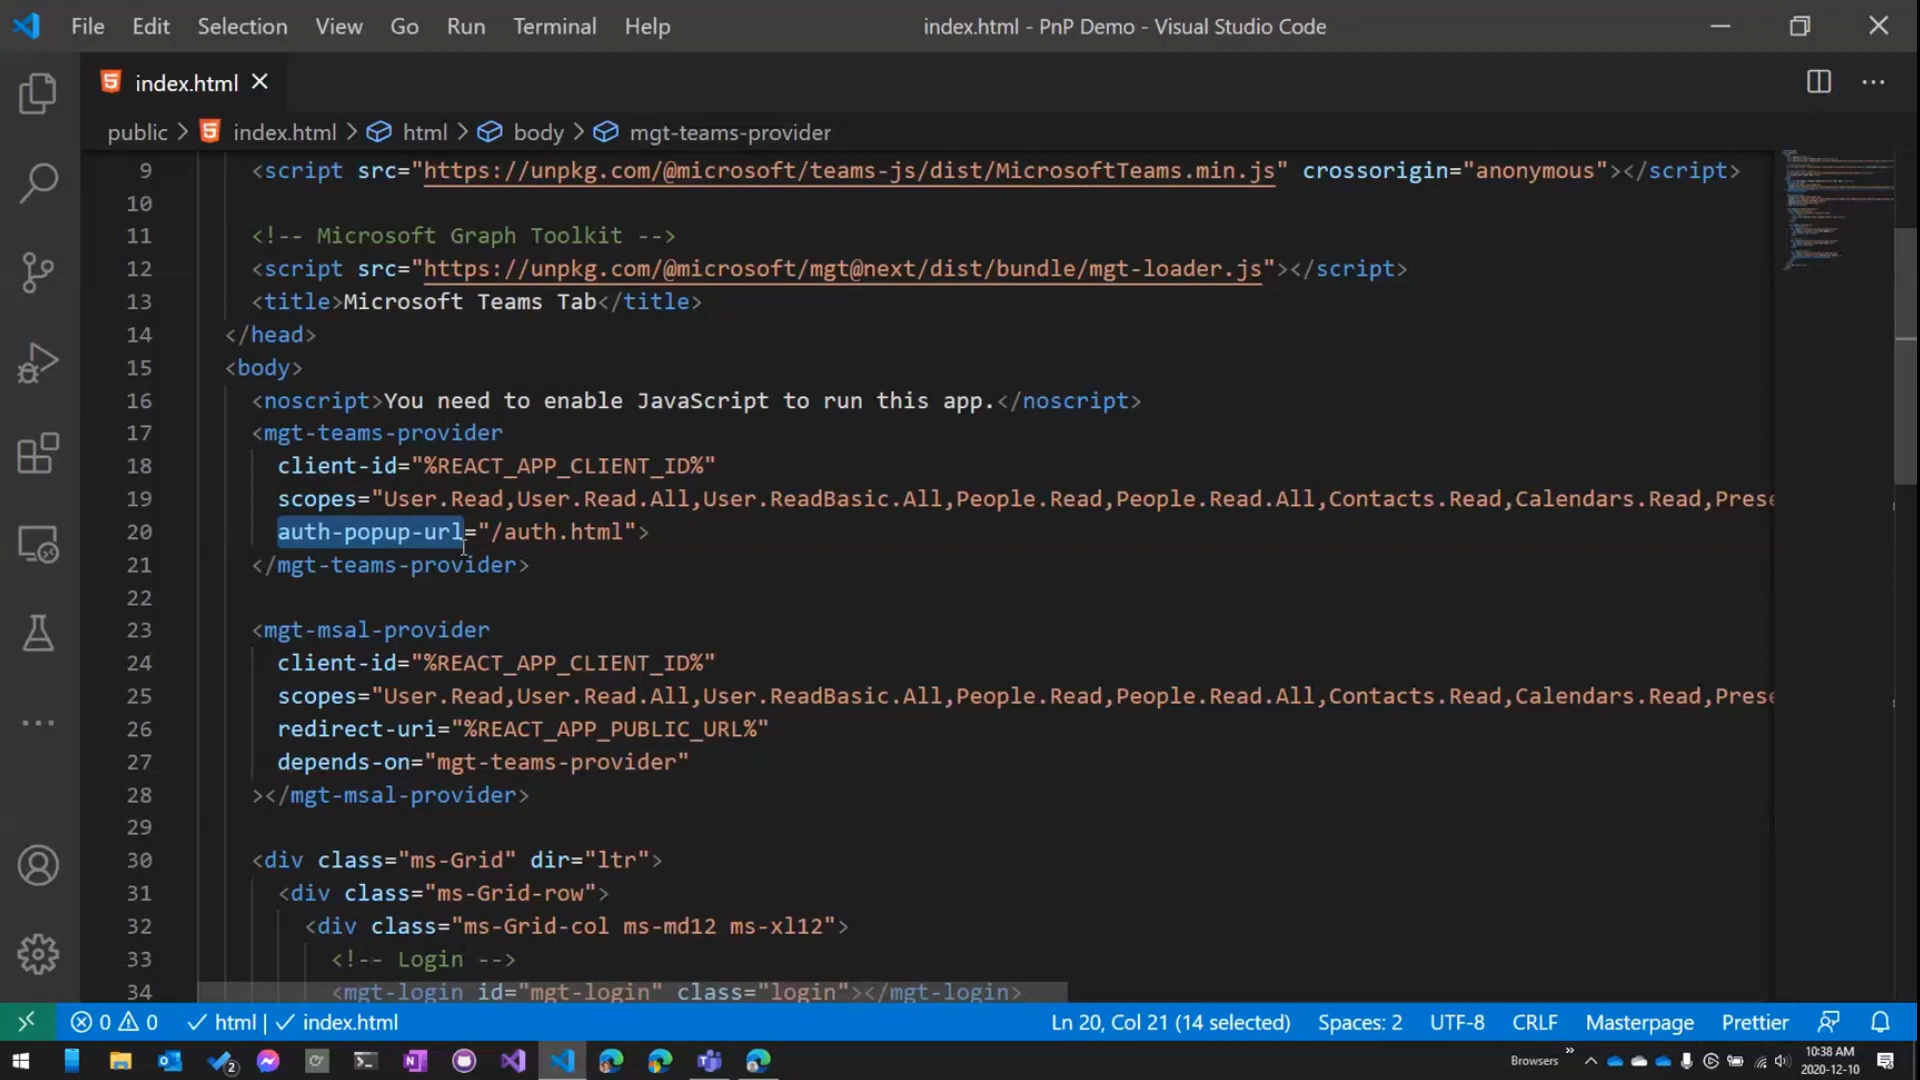 File Edit Selection View Go Run Terminal Help index.html - PnP Demo - Visual Studio Code
index.html
public > index.html > html > body > mgt-teams-provider
9 <script src="https://unpkg.com/@microsoft/teams-js/dist/MicrosoftTeams.min.js" crossorigin="anonymous"></script>
10
11 <!-- Microsoft Graph Toolkit -->
12 <script src="https://unpkg.com/@microsoft/mgt@next/dist/bundle/mgt-loader.js"></script>
13 <title>Microsoft Teams Tab</title>
14 </head>
15 <body>
16 <noscript>You need to enable JavaScript to run this app.</noscript>
17 <mgt-teams-provider
18 client-id="%REACT_APP_CLIENT_ID%"
19 scopes="User.Read,User.Read.All,User.ReadBasic.All,People.Read,People.Read.All,Contacts.Read,Calendars.Read,Prese
20 auth-popup-url="/auth.html">
21 </mgt-teams-provider>
22
23 <mgt-msal-provider
24 client-id="%REACT_APP_CLIENT_ID%"
25 scopes="User.Read,User.Read.All,User.ReadBasic.All,People.Read,People.Read.All,Contacts.Read,Calendars.Read,Prese
26 redirect-uri="%REACT_APP_PUBLIC_URL%"
27 depends-on="mgt-teams-provider"
28 ></mgt-msal-provider>
29
30 <div class="ms-Grid" dir="ltr">
31 <div class="ms-Grid-row">
32 <div class="ms-Grid-col ms-md12 ms-xl12">
33 <!-- Login -->
34 <mgt-login id="mgt-login" class="login"></mgt-login>
0 0 html | index.html Ln 20, Col 21 (14 selected) Spaces: 2 UTF-8 CRLF Masterpage Prettier
2 Browsers 10:38 AM
2020-12-10